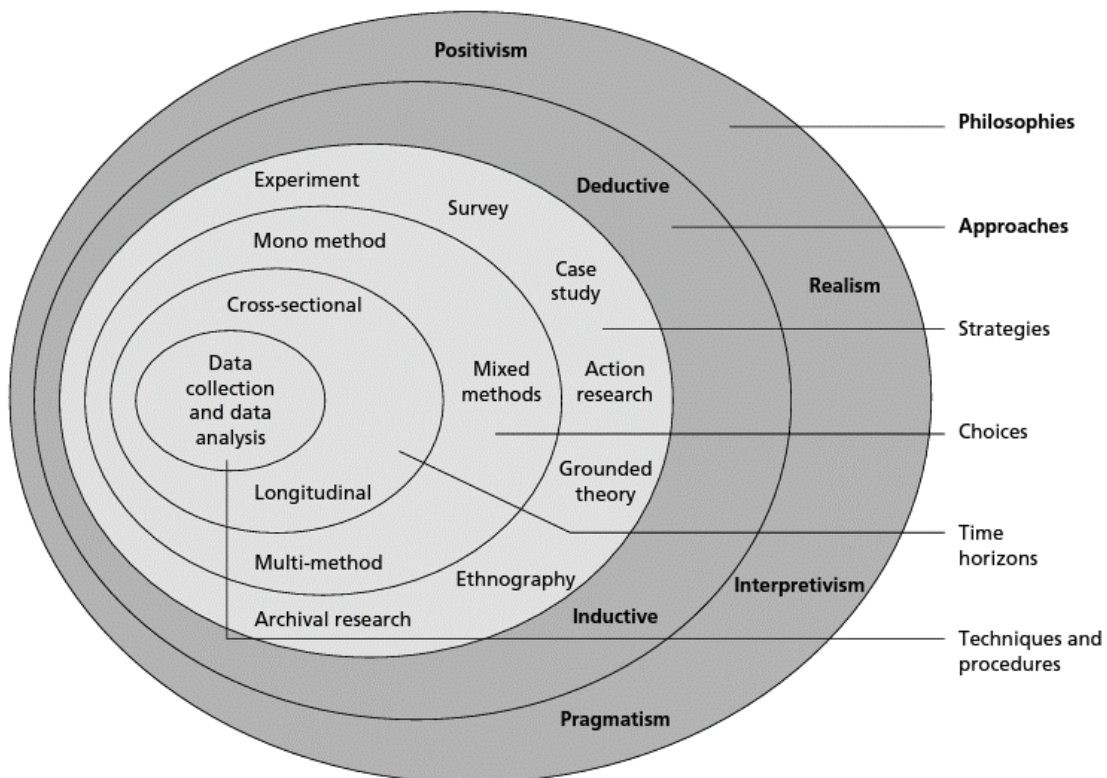 Positivism
Philosophies
Experiment
Deductive
Survey
Approaches
Mono method
Case
study
Realism
Cross-sectional
Strategies
Data
collection
and data
analysis
Mixed
methods
Action
research
Choices
Grounded
theory
Longitudinal
Time
horizons
Multi-method
Ethnography
Interpretivism
Archival research
Inductive
Techniques and
procedures
Pragmatism